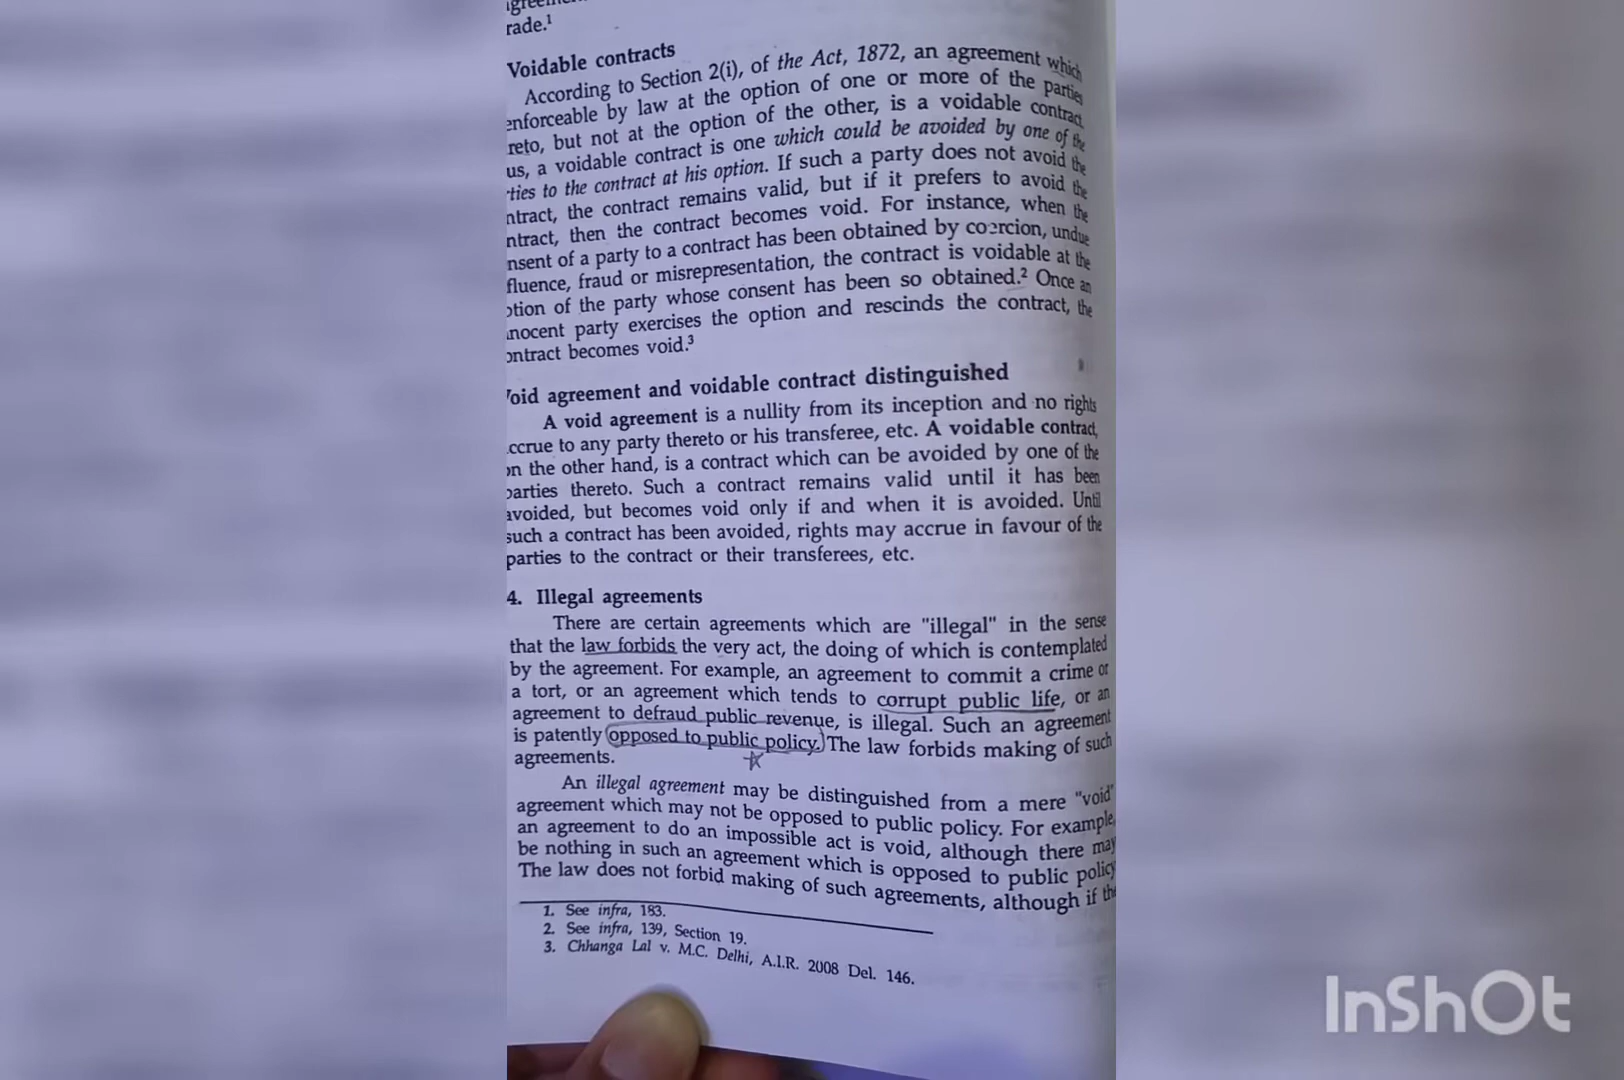 rade.¹
Voidable contracts
According to Section 2(i), of the Act, 1872, an agreement which
enforceable by law at the option of one or more of the parties
reto, but not at the option of the other, is a voidable contract.
us, a voidable contract is one which could be avoided by one of the
rties to the contract at his option. If such a party does not avoid the
ntract, the contract remains valid, but if it prefers to avoid the
ntract, then the contract becomes void. For instance, when the
nsent of a party to a contract has been obtained by coercion, undue
fluence, fraud or misrepresentation, the contract is voidable at the
ption of the party whose consent has been so obtained.² Once an
nnocent party exercises the option and rescinds the contract, the
ontract becomes void.³
Void agreement and voidable contract distinguished
A void agreement is a nullity from its inception and no rights
ccrue to any party thereto or his transferee, etc. A voidable contract,
on the other hand, is a contract which can be avoided by one of the
parties thereto. Such a contract remains valid until it has been
avoided, but becomes void only if and when it is avoided. Until
such a contract has been avoided, rights may accrue in favour of the
parties to the contract or their transferees, etc.
4. Illegal agreements
There are certain agreements which are "illegal" in the sense
that the law forbids the very act, the doing of which is contemplated
by the agreement. For example, an agreement to commit a crime or
a tort, or an agreement which tends to corrupt public life, or an
agreement to defraud public revenue, is illegal. Such an agreement
is patently opposed to public policy. The law forbids making of such
agreements.
An illegal agreement may be distinguished from a mere "void"
agreement which may not be opposed to public policy. For example,
an agreement to do an impossible act is void, although there may
be nothing in such an agreement which is opposed to public policy
The law does not forbid making of such agreements, although if the
1. See infra, 183.
2. See infra, 139, Section 19.
3. Chhanga Lal v. M.C. Delhi, A.I.R. 2008 Del. 146.
InShOt